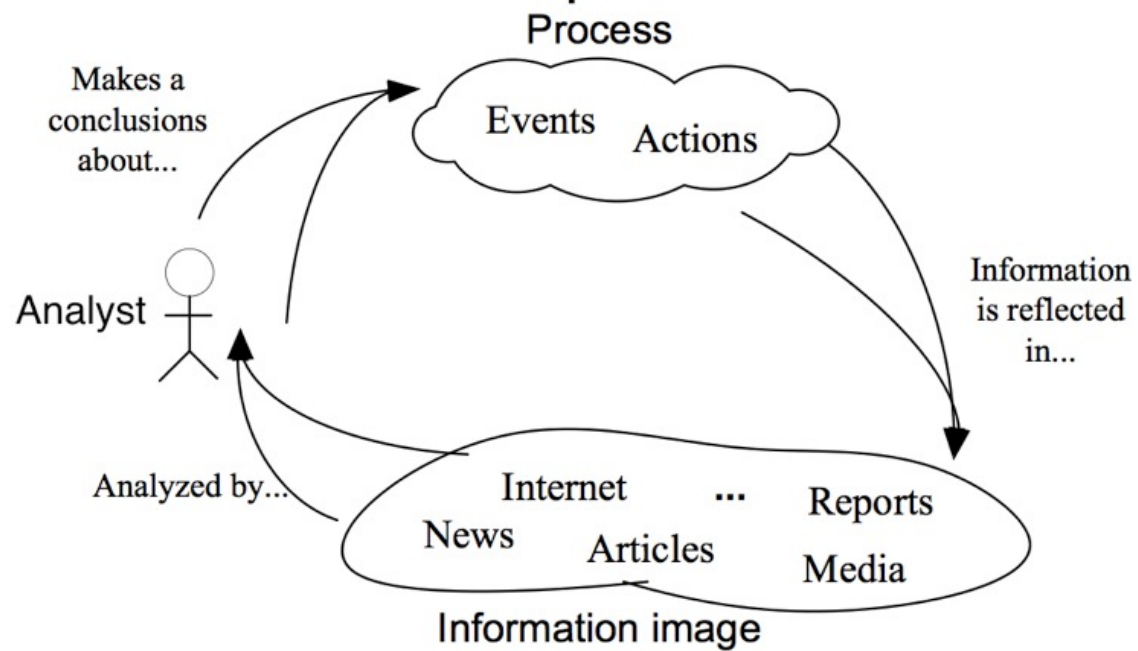 Process
Makes a
conclusions
about...
Events
Actions
Information
is reflected
in...
Analyst
Analyzed by...
Internet
...
Reports
News
Articles
Media
Information image